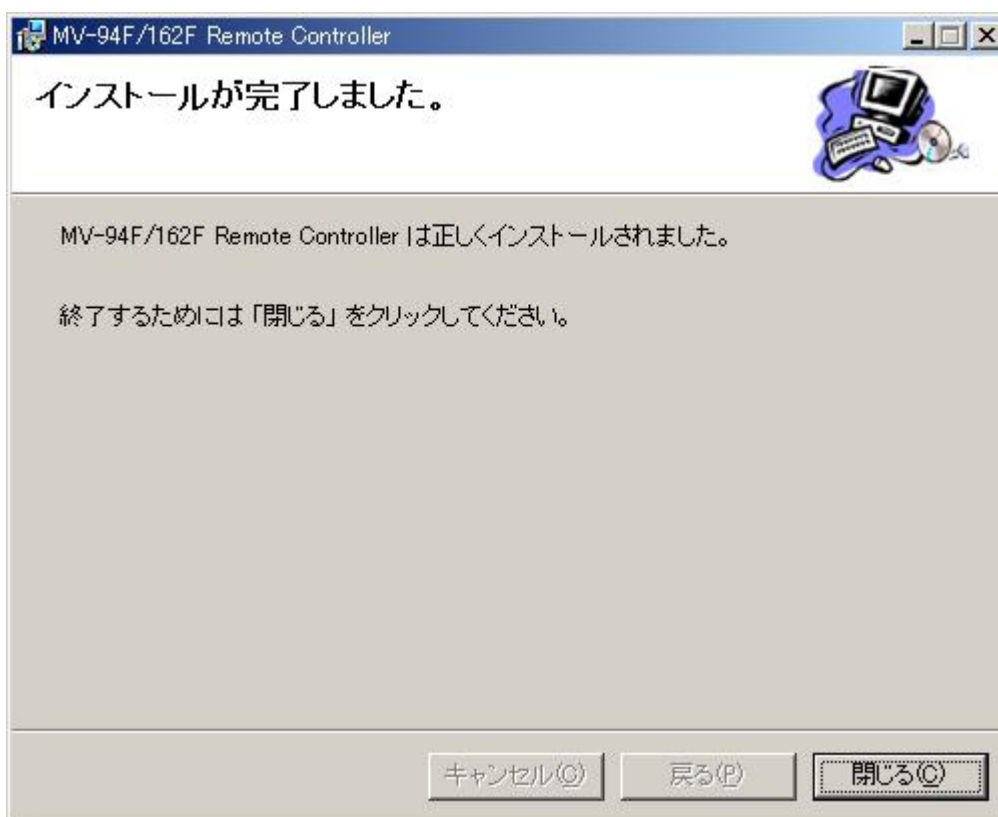 MV-94F/162F Remote Controller
インストールが完了しました。
MV-94F/162F Remote Controller は正しくインストールされました。
終了するためには「閉じる」をクリックしてください。
キャンセル(C) 戻る(P) 閉じる(C)